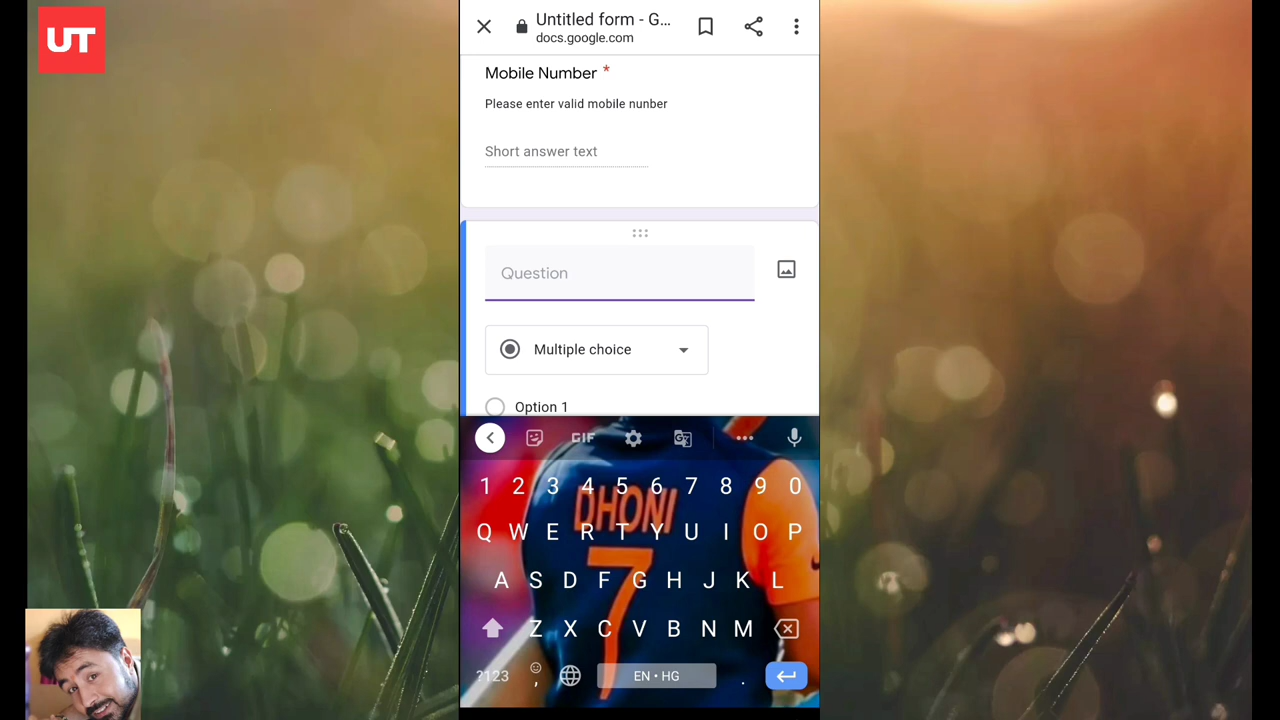 UT
Untitled form - G...
docs.google.com
Mobile Number *
Please enter valid mobile nunber
Short answer text
Question
Multiple choice
Option 1
GIF
DHONI
7
1 2 3 4 5 6 7 8 9 0
Q W E R T Y U I O P
A S D F G H J K L
Z X C V B N M
?123 , EN • HG .